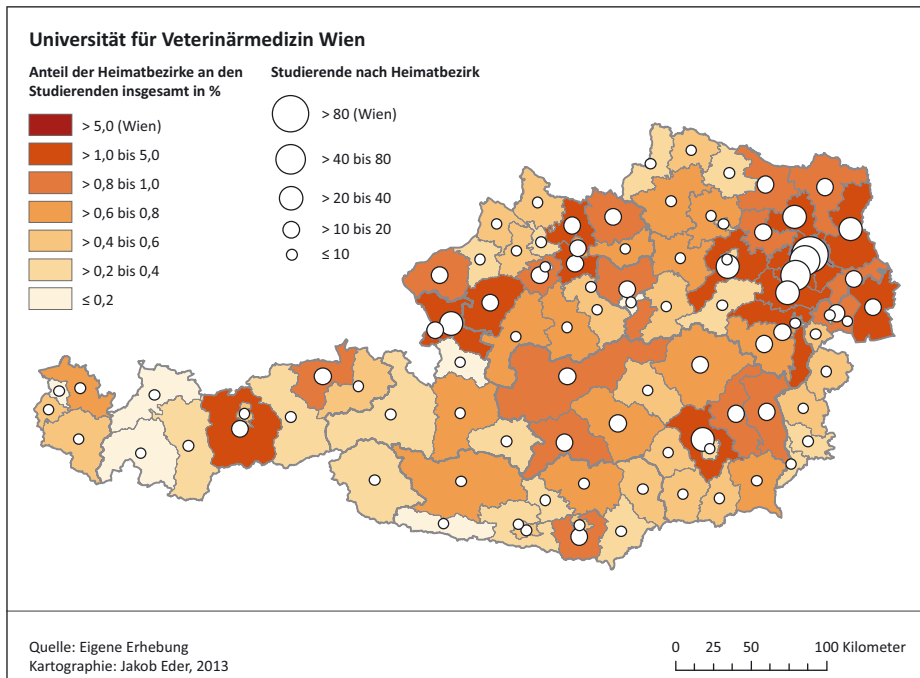 Universität für Veterinärmedizin Wien
Anteil der Heimatbezirke an den
Studierenden insgesamt in %
> 5,0 (Wien)
> 1,0 bis 5,0
> 0,8 bis 1,0
> 0,6 bis 0,8
> 0,4 bis 0,6
> 0,2 bis 0,4
≤ 0,2
Studierende nach Heimatbezirk
> 80 (Wien)
> 40 bis 80
> 20 bis 40
> 10 bis 20
≤ 10
Quelle: Eigene Erhebung
Kartographie: Jakob Eder, 2013
0 25 50 100 Kilometer